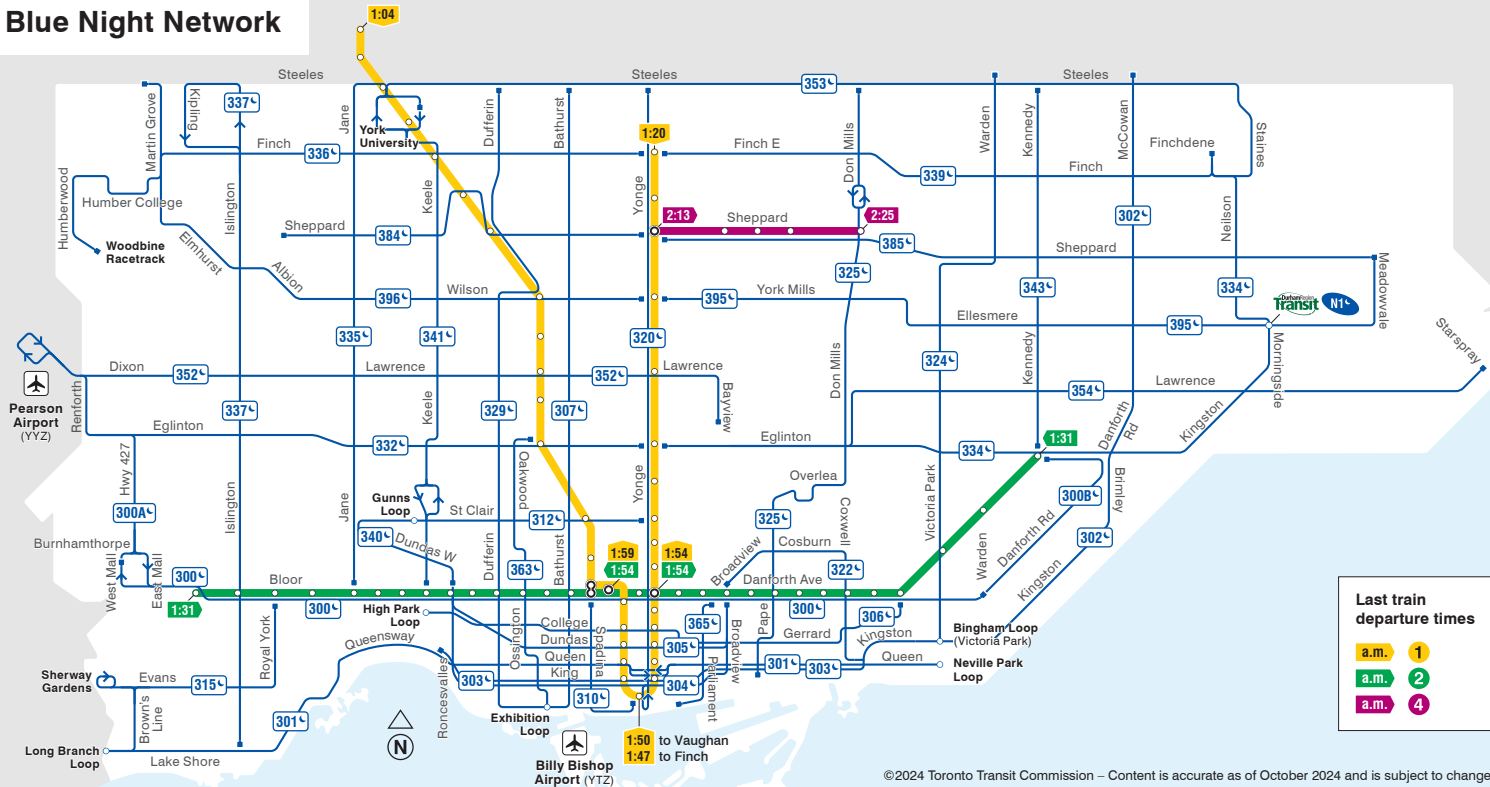 Blue Night Network
1:04
Steeles
Steeles
Steeles
353
Martin Grove
Kipling
337
Jane
York
University
Dufferin
Bathurst
1:20
Don Mills
Warden
Kennedy
McCowan
Finchdene
Staines
Finch
336
Finch E
339
Finch
Humberwood
Humber College
Islington
Keele
Yonge
302
Neilson
Woodbine
Racetrack
Elmhurst
Sheppard
384
2:13
Sheppard
2:25
385
Sheppard
Meadowvale
Albion
396
Wilson
395
York Mills
325
343
334
DurhamRegion
Transit
N1
Ellesmere
395
Starspray
Pearson
Airport
(YYZ)
Dixon
352
335
341
Lawrence
352
320
Lawrence
Don Mills
324
Kennedy
354
Lawrence
Morningside
Renforth
337
Keele
329
307
Bayview
Danforth
Rd
Kingston
Eglinton
332
Eglinton
334
1:31
Hwy 427
Oakwood
Yonge
Overlea
Victoria Park
300B
Brimley
300A
Islington
Jane
Gunns
Loop
St Clair
312
325
Coxwell
Danforth Rd
302
Burnhamthorpe
340
Dundas W
Dufferin
Bathurst
Cosburn
Warden
Kingston
West Mall
East Mall
300
Bloor
363
1:59
1:54
1:54
1:54
Broadview
Danforth Ave
322
1:31
300
High Park
Loop
Ossington
College
Dundas
Queen
King
Spadina
365
305
Broadview
Pape
300
Gerrard
306
Kingston
Bingham Loop
(Victoria Park)
Royal York
Queensway
303
304
Parliament
301
303
Queen
Neville Park
Loop
Sherway
Gardens
Evans
315
Roncesvalles
310
Brown's
Line
301
N
Exhibition
Loop
Long Branch
Loop
Lake Shore
Billy Bishop
Airport (YTZ)
1:50 to Vaughan
1:47 to Finch
Last train
departure times
a.m. 1
a.m. 2
a.m. 4
©2024 Toronto Transit Commission – Content is accurate as of October 2024 and is subject to change